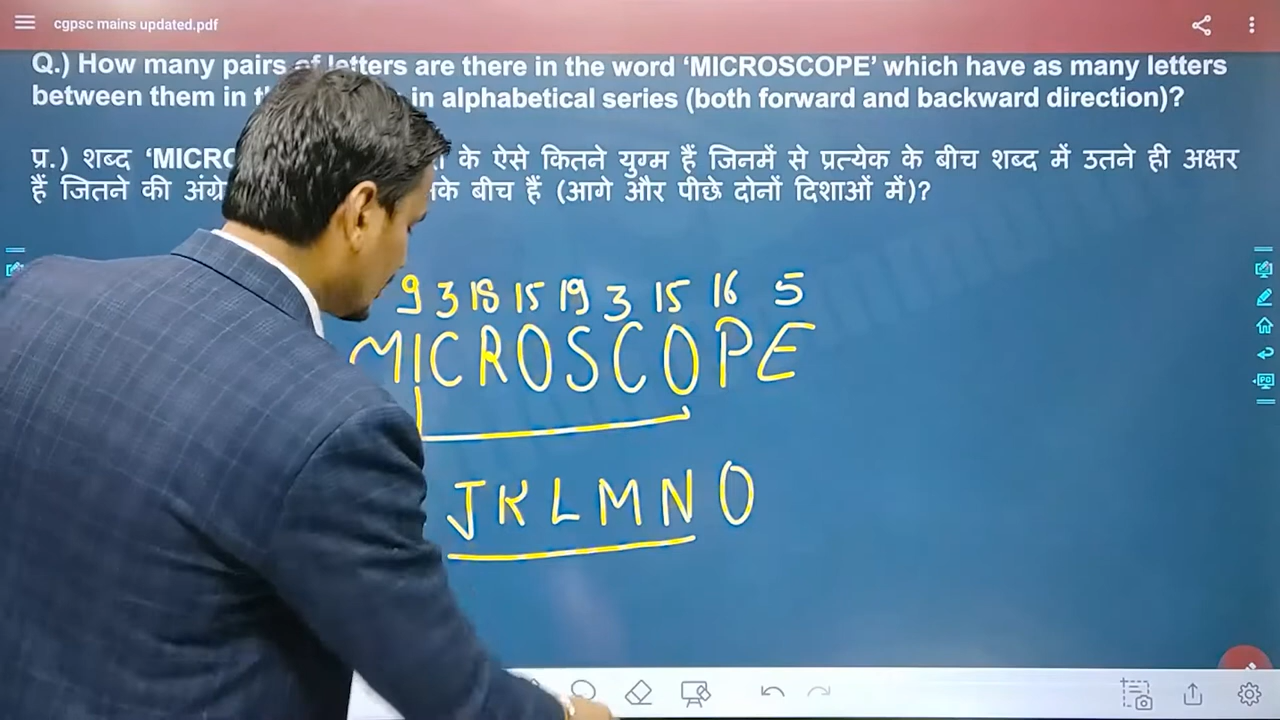 cgpsc mains updated.pdf
Q.) How many pairs of letters are there in the word ‘MICROSCOPE’ which have as many letters
between them in in alphabetical series (both forward and backward direction)?
प्र.) शब्द ‘MICRO के ऐसे कितने युग्म हैं जिनमें से प्रत्येक के बीच शब्द में उतने ही अक्षर
हैं जितने की अंग्रे के बीच हैं (आगे और पीछे दोनों दिशाओं में)?
9 3 18 15 19 3 15 16 5
MICROSCOPE
J K L M N O